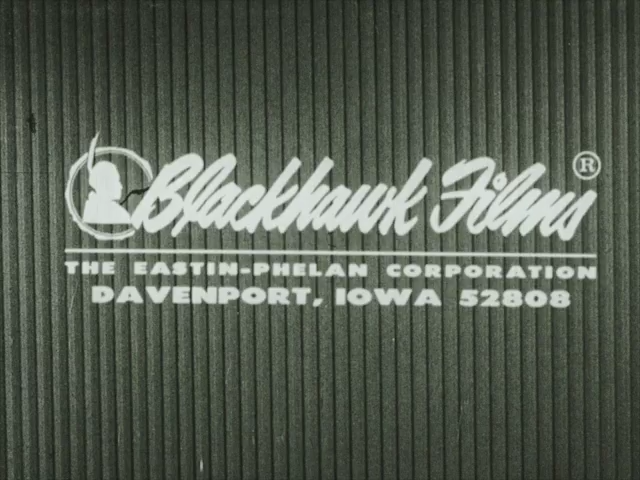 Blackhawk Films ®
THE EASTIN-PHELAN CORPORATION
DAVENPORT, IOWA 52808